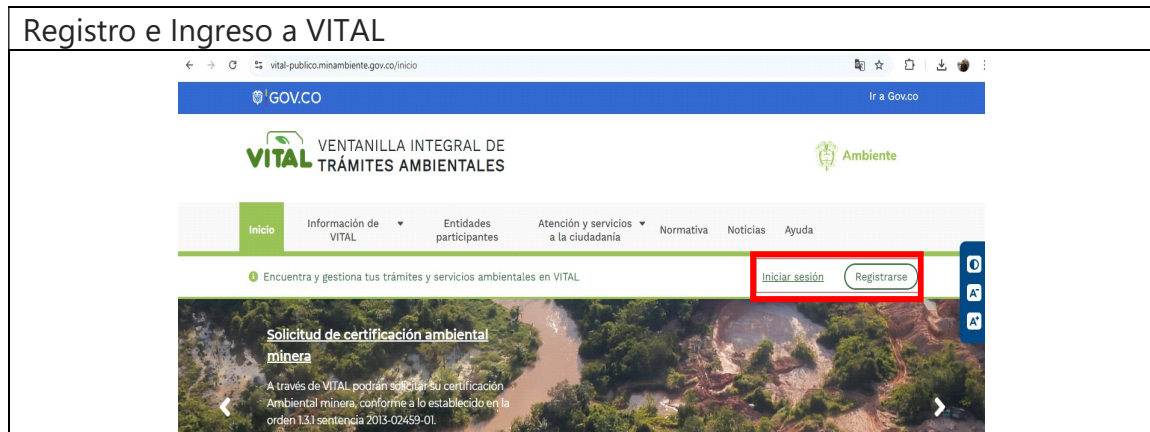 Registro e Ingreso a VITAL
vital-publico.minambiente.gov.co/inicio
GOV.CO
Ir a Gov.co
VITAL
VENTANILLA INTEGRAL DE
TRÁMITES AMBIENTALES
Ambiente
Inicio
Información de
VITAL
Entidades
participantes
Atención y servicios
a la ciudadanía
Normativa
Noticias
Ayuda
Encuentra y gestiona tus trámites y servicios ambientales en VITAL
Iniciar sesión
Registrarse
A-
A+
Solicitud de certificación ambiental
minera
A través de VITAL podrán solicitar su certificación
Ambiental minera, conforme a lo establecido en la
orden 1.3.1 sentencia 2013-02459-01.